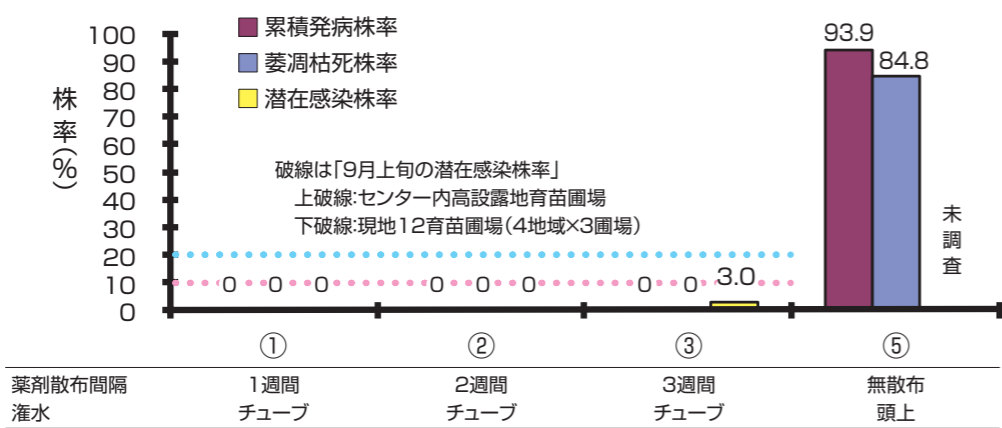 累積発病株率
萎凋枯死株率
潜在感染株率
株率(%)
100
90
80
70
60
50
40
30
20
10
0
破線は「9月上旬の潜在感染株率」
上破線:センター内高設露地育苗圃場
下破線:現地12育苗圃場(4地域×3圃場)
0 0 0 0 0 0 0 0 3.0
93.9
84.8
未調査
① ② ③ ⑤
薬剤散布間隔 1週間 2週間 3週間 無散布
潅水 チューブ チューブ チューブ 頭上